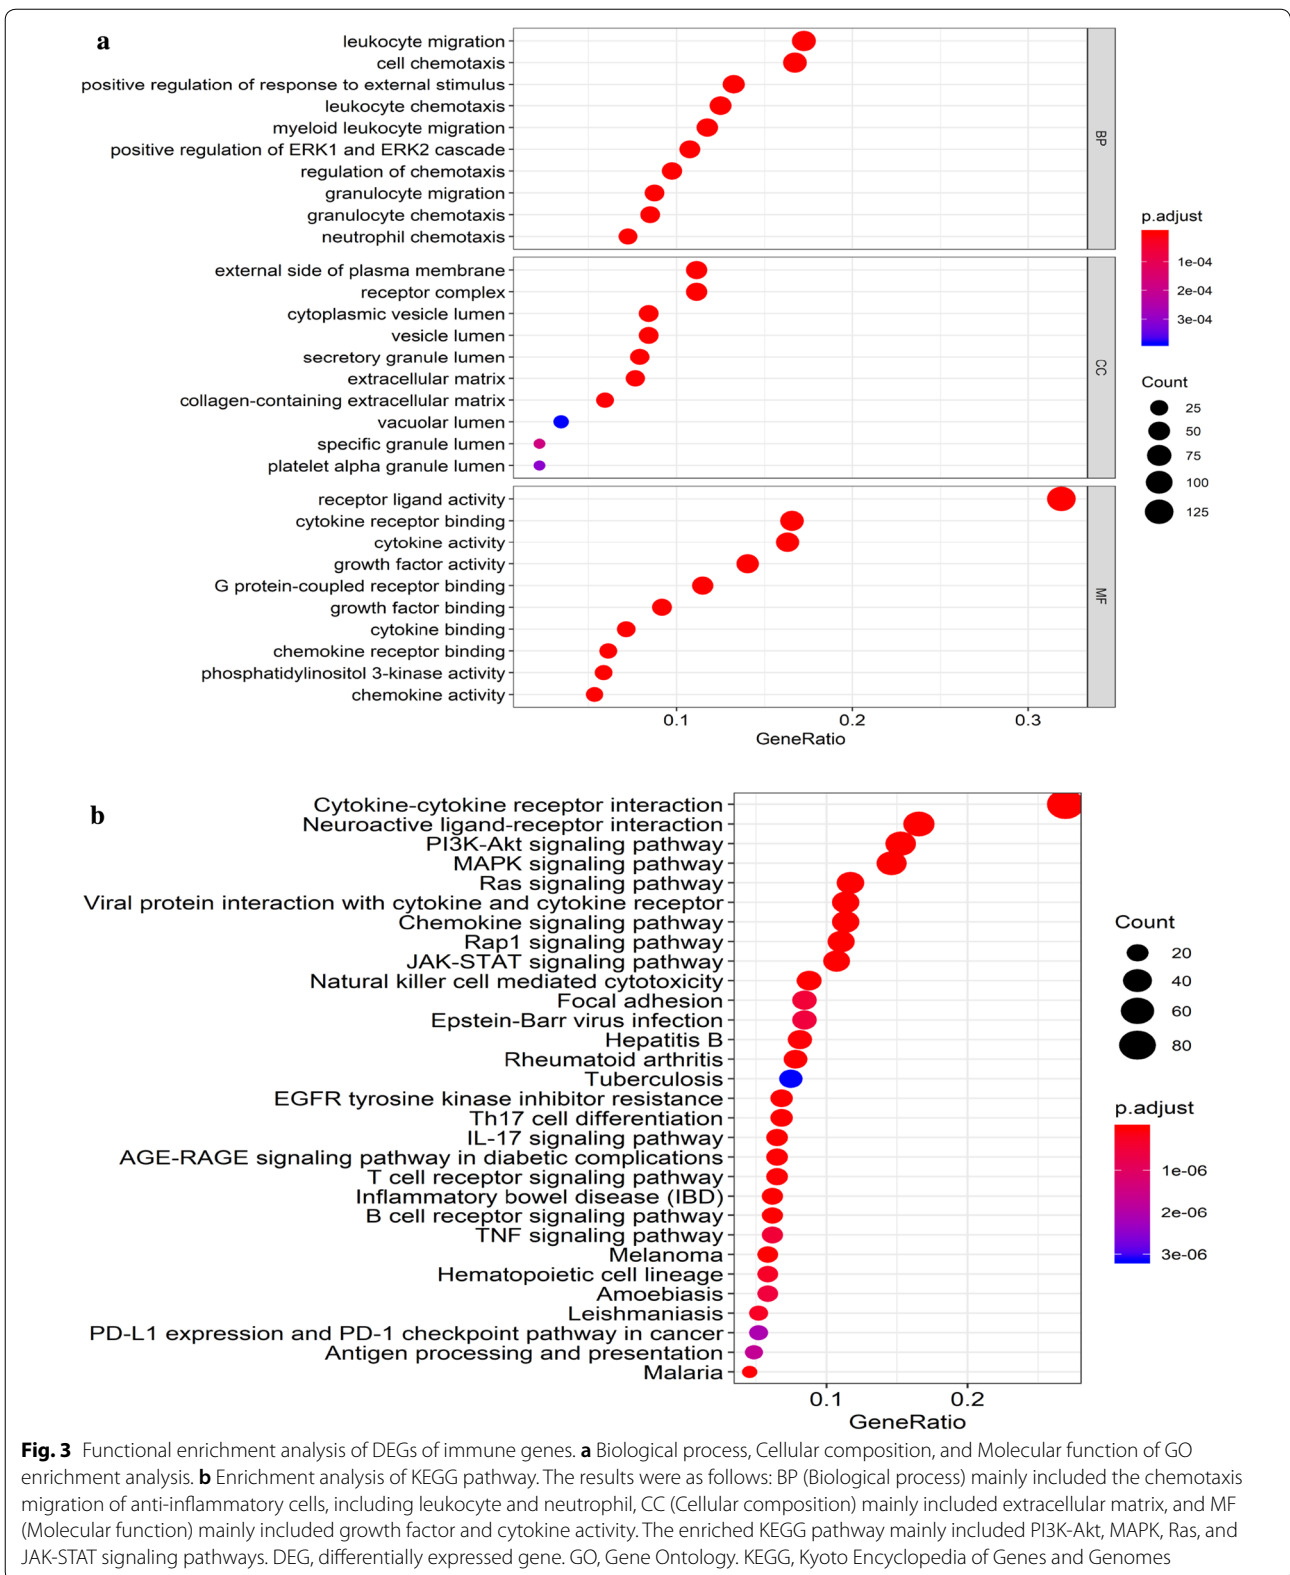 a
leukocyte migration
cell chemotaxis
positive regulation of response to external stimulus
leukocyte chemotaxis
myeloid leukocyte migration
positive regulation of ERK1 and ERK2 cascade
regulation of chemotaxis
granulocyte migration
granulocyte chemotaxis
neutrophil chemotaxis
BP
external side of plasma membrane
receptor complex
cytoplasmic vesicle lumen
vesicle lumen
secretory granule lumen
extracellular matrix
collagen-containing extracellular matrix
vacuolar lumen
specific granule lumen
platelet alpha granule lumen
CC
receptor ligand activity
cytokine receptor binding
cytokine activity
growth factor activity
G protein-coupled receptor binding
growth factor binding
cytokine binding
chemokine receptor binding
phosphatidylinositol 3-kinase activity
chemokine activity
MF
0.1 0.2 0.3
GeneRatio
p.adjust
1e-04
2e-04
3e-04
Count
25
50
75
100
125
b
Cytokine-cytokine receptor interaction
Neuroactive ligand-receptor interaction
PI3K-Akt signaling pathway
MAPK signaling pathway
Ras signaling pathway
Viral protein interaction with cytokine and cytokine receptor
Chemokine signaling pathway
Rap1 signaling pathway
JAK-STAT signaling pathway
Natural killer cell mediated cytotoxicity
Focal adhesion
Epstein-Barr virus infection
Hepatitis B
Rheumatoid arthritis
Tuberculosis
EGFR tyrosine kinase inhibitor resistance
Th17 cell differentiation
IL-17 signaling pathway
AGE-RAGE signaling pathway in diabetic complications
T cell receptor signaling pathway
Inflammatory bowel disease (IBD)
B cell receptor signaling pathway
TNF signaling pathway
Melanoma
Hematopoietic cell lineage
Amoebiasis
Leishmaniasis
PD-L1 expression and PD-1 checkpoint pathway in cancer
Antigen processing and presentation
Malaria
0.1 0.2
GeneRatio
Count
20
40
60
80
p.adjust
1e-06
2e-06
3e-06
Fig. 3 Functional enrichment analysis of DEGs of immune genes. a Biological process, Cellular composition, and Molecular function of GO
enrichment analysis. b Enrichment analysis of KEGG pathway. The results were as follows: BP (Biological process) mainly included the chemotaxis
migration of anti-inflammatory cells, including leukocyte and neutrophil, CC (Cellular composition) mainly included extracellular matrix, and MF
(Molecular function) mainly included growth factor and cytokine activity. The enriched KEGG pathway mainly included PI3K-Akt, MAPK, Ras, and
JAK-STAT signaling pathways. DEG, differentially expressed gene. GO, Gene Ontology. KEGG, Kyoto Encyclopedia of Genes and Genomes